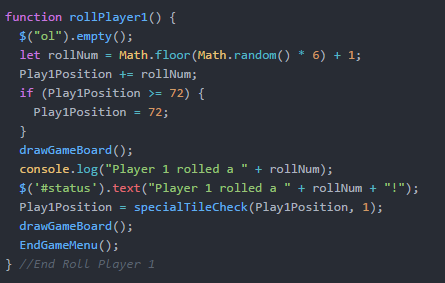 function rollPlayer1() {
  $("ol").empty();
  let rollNum = Math.floor(Math.random() * 6) + 1;
  Play1Position += rollNum;
  if (Play1Position >= 72) {
    Play1Position = 72;
  }
  drawGameBoard();
  console.log("Player 1 rolled a " + rollNum);
  $('#status').text("Player 1 rolled a " + rollNum + "!");
  Play1Position = specialTileCheck(Play1Position, 1);
  drawGameBoard();
  EndGameMenu();
} //End Roll Player 1